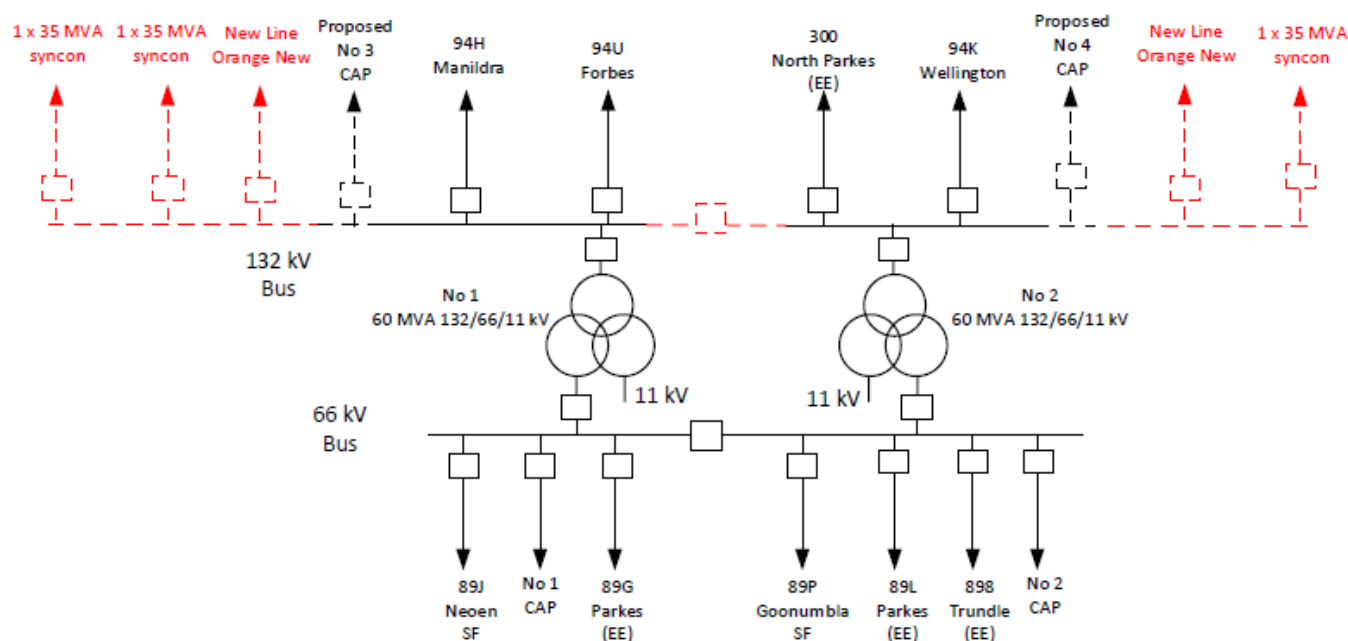 1 x 35 MVA
syncon
1 x 35 MVA
syncon
New Line
Orange New
Proposed
No 3
CAP
94H
Manildra
94U
Forbes
300
North Parkes
(EE)
94K
Wellington
Proposed
No 4
CAP
New Line
Orange New
1 x 35 MVA
syncon
132 kV
Bus
No 1
60 MVA 132/66/11 kV
No 2
60 MVA 132/66/11 kV
11 kV
11 kV
66 kV
Bus
89J
Neoen
SF
No 1
CAP
89G
Parkes
(EE)
89P
Goonumbla
SF
89L
Parkes
(EE)
898
Trundle
(EE)
No 2
CAP